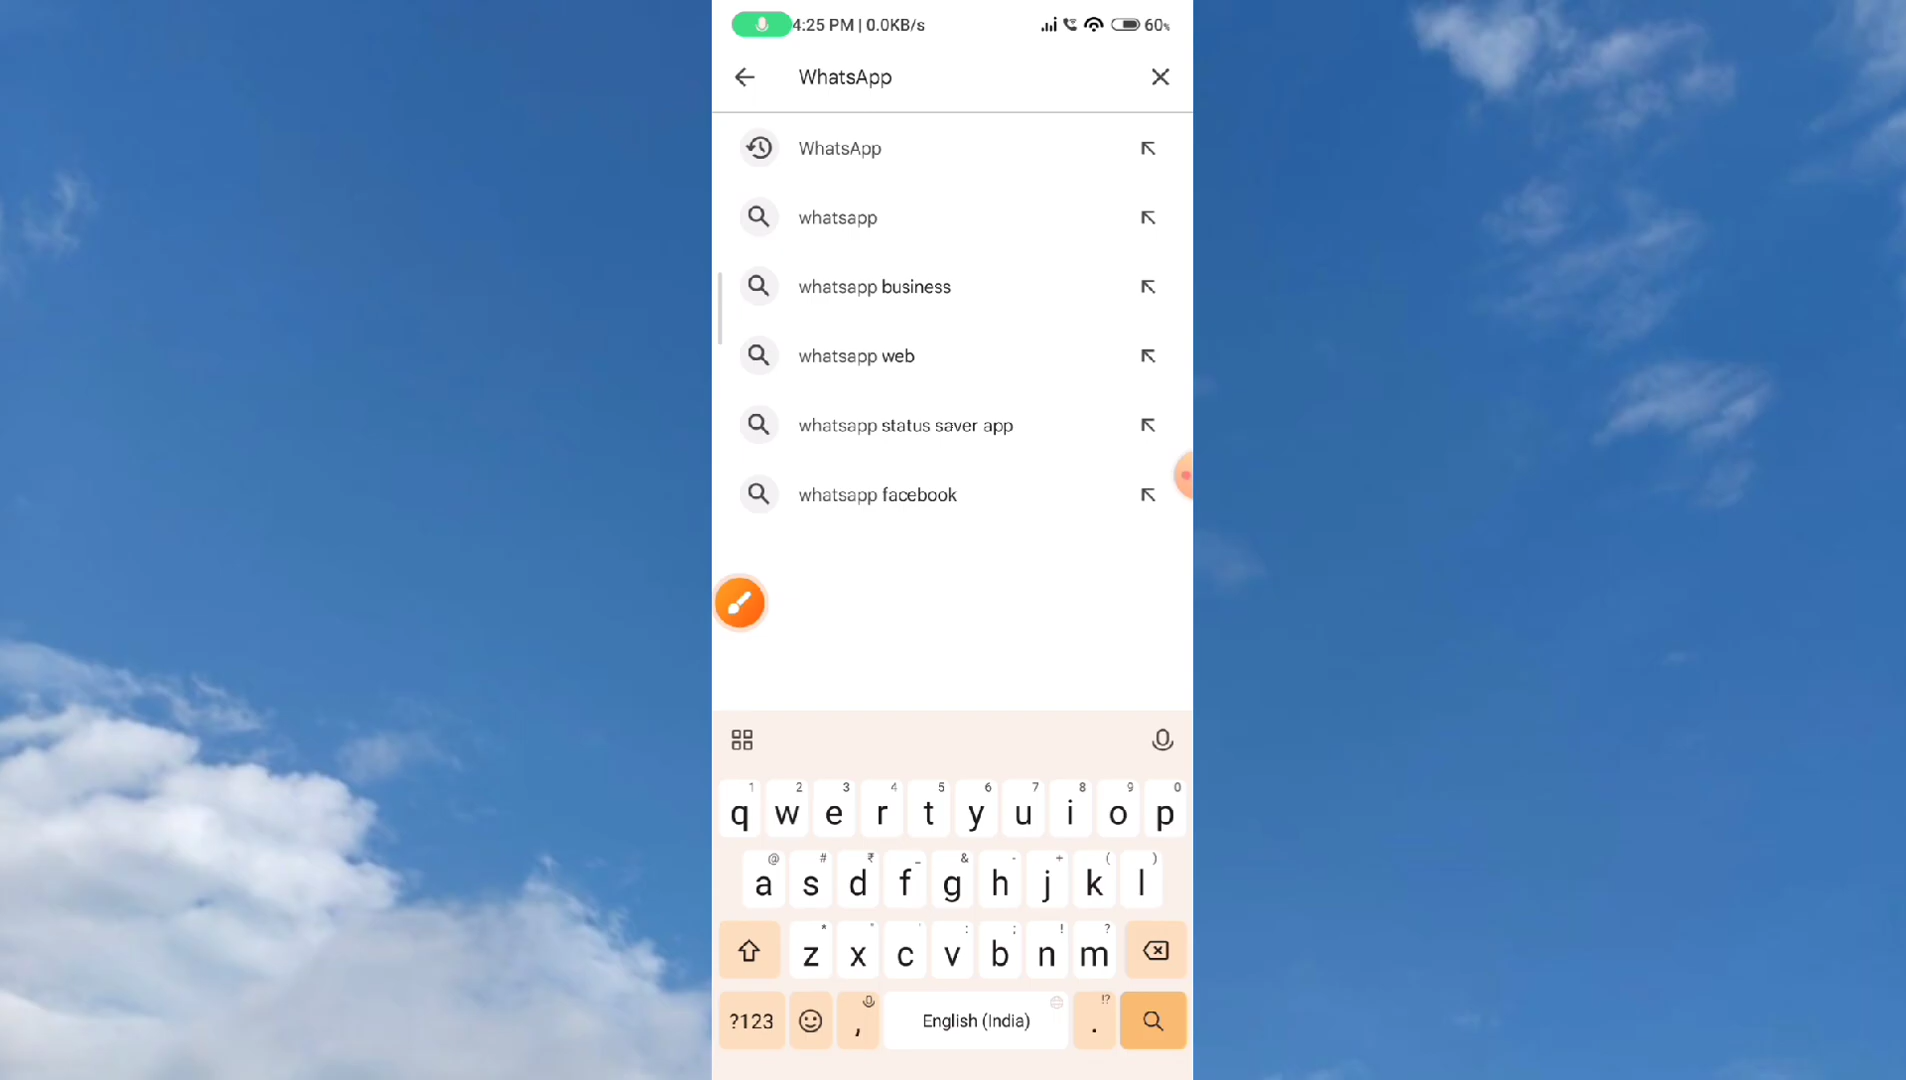 4:25 PM | 0.0KB/s 60%
WhatsApp
WhatsApp
whatsapp
whatsapp business
whatsapp web
whatsapp status saver app
whatsapp facebook
1 2 3 4 5 6 7 8 9 0
q w e r t y u i o p
@ # ₹ _ & - + ( )
a s d f g h j k l
* " ' : ; ! ?
z x c v b n m
!?
?123 , English (India) .